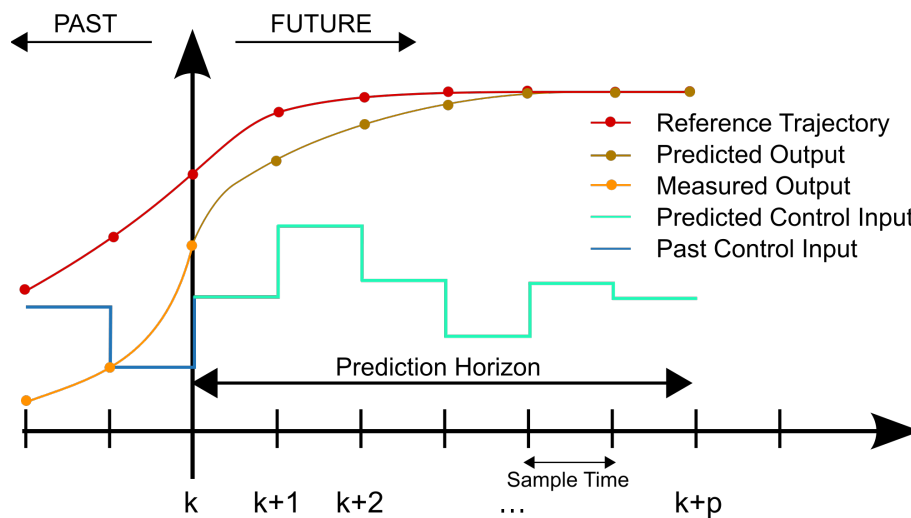 PAST
FUTURE
Reference Trajectory
Predicted Output
Measured Output
Predicted Control Input
Past Control Input
Prediction Horizon
Sample Time
k
k+1
k+2
...
k+p